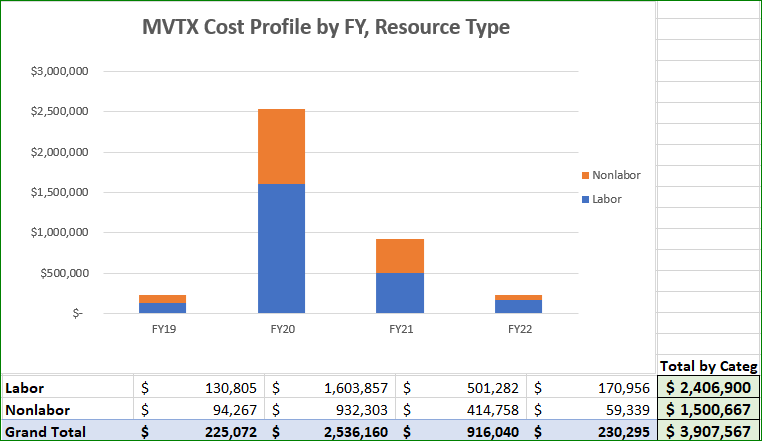 MVTX Cost Profile by FY, Resource Type
$3,000,000
$2,500,000
$2,000,000
$1,500,000
$1,000,000
$500,000
$-
FY19 FY20 FY21 FY22
Nonlabor
Labor
Total by Categ
Labor $ 130,805 $ 1,603,857 $ 501,282 $ 170,956 $ 2,406,900
Nonlabor $ 94,267 $ 932,303 $ 414,758 $ 59,339 $ 1,500,667
Grand Total $ 225,072 $ 2,536,160 $ 916,040 $ 230,295 $ 3,907,567